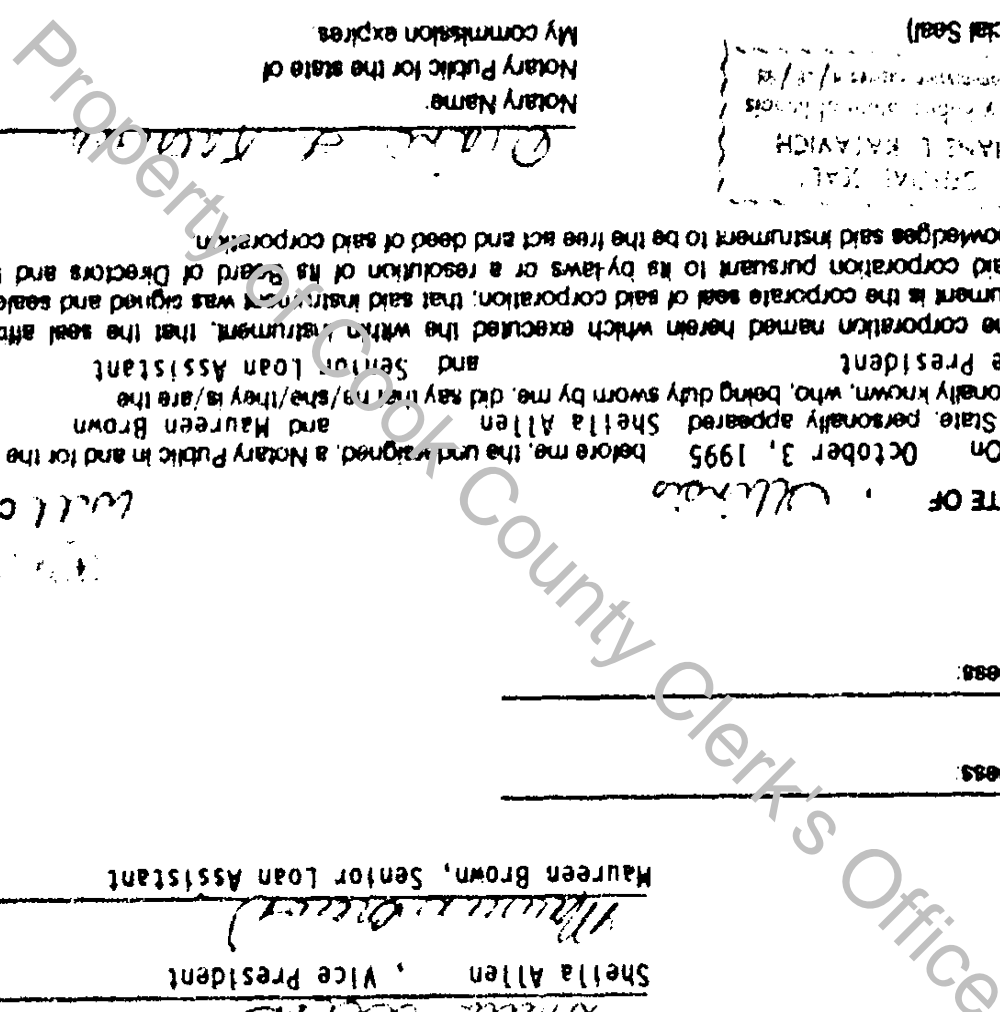 Sheila Allen , Vice President
Maureen Brown, Senior Loan Assistant
ess:
ess:
TE OF Illinois , Will C
On October 3, 1995 before me, the undersigned, a Notary Public in and for the
State, personally appeared Sheila Allen and Maureen Brown
onally known, who, being duly sworn by me, did say that he/she/they is/are the
e President and Senior Loan Assistant
he corporation named herein which executed the within instrument, that the seal affi
ument is the corporate seal of said corporation; that said instrument was signed and seale
aid corporation pursuant to its by-laws or a resolution of its Board of Directors and
nowledges said instrument to be the free act and deed of said corporation.
L KATAVICH
Notary Name:
Notary Public for the state of
My commission expires:
cial Seal)
Property of Cook County Clerk's Office